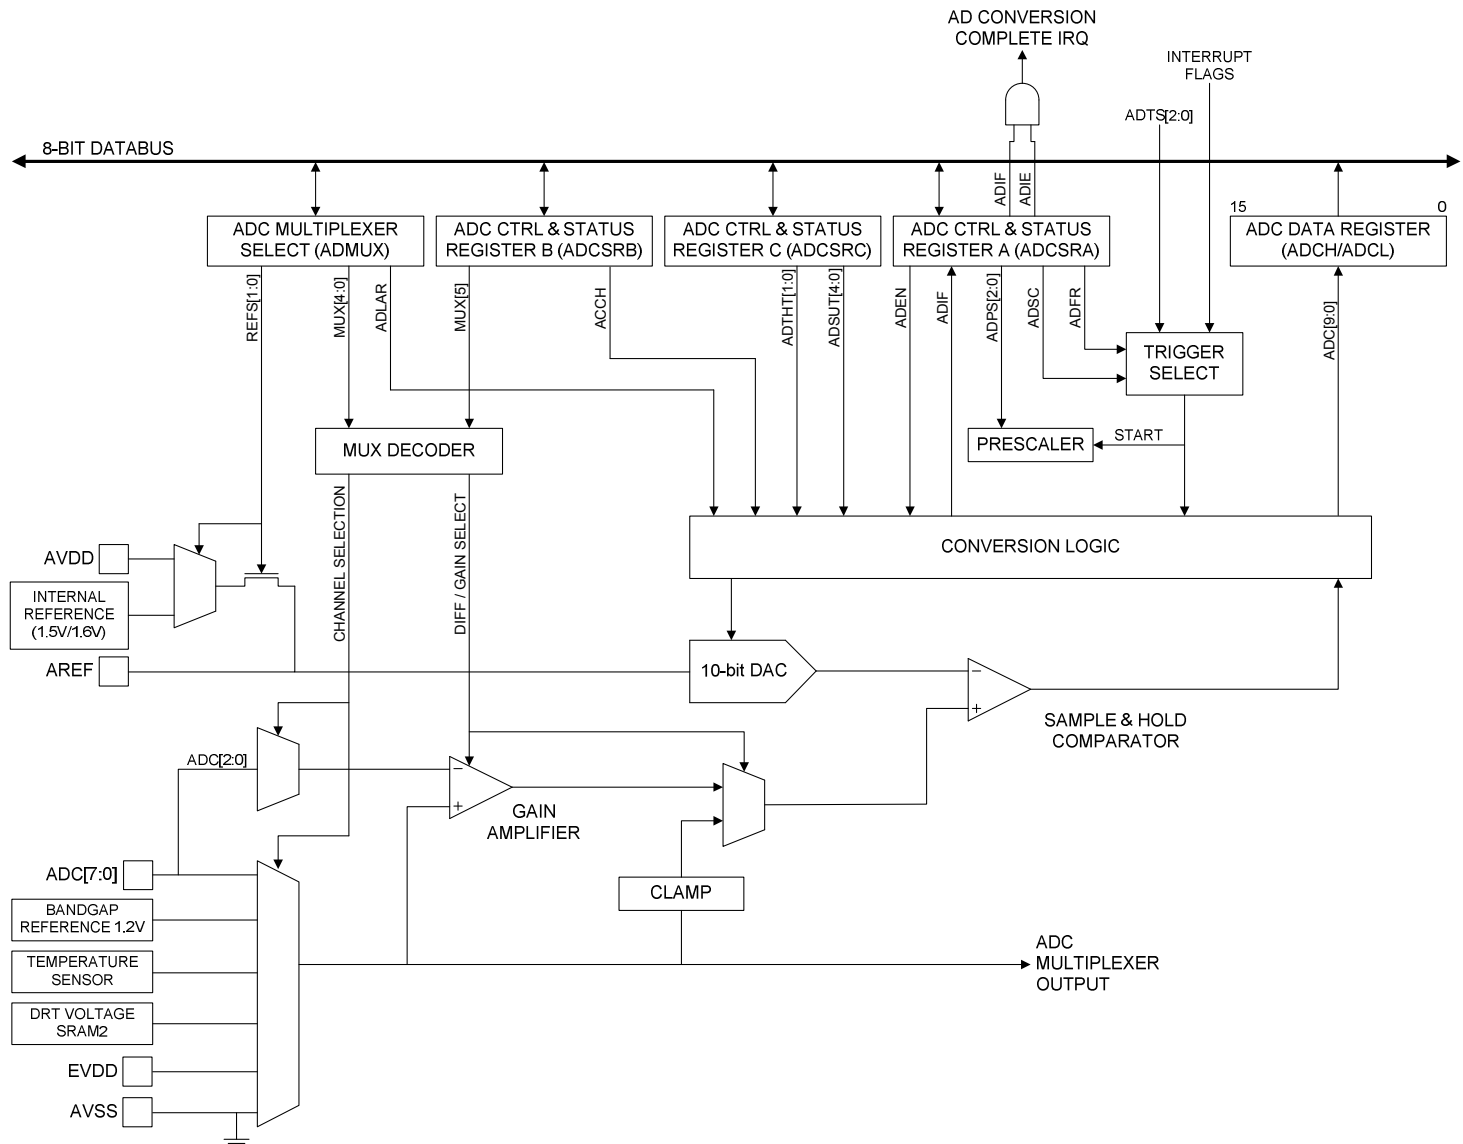 AD CONVERSION
COMPLETE IRQ
INTERRUPT
FLAGS
ADTS[2:0]
8-BIT DATABUS
ADIF
ADIE
15
0
ADC MULTIPLEXER
SELECT (ADMUX)
ADC CTRL & STATUS
REGISTER B (ADCSRB)
ADC CTRL & STATUS
REGISTER C (ADCSRC)
ADC CTRL & STATUS
REGISTER A (ADCSRA)
ADC DATA REGISTER
(ADCH/ADCL)
REFS[1:0]
MUX[4:0]
ADLAR
MUX[5]
ACCH
ADTHT[1:0]
ADSUT[4:0]
ADEN
ADIF
ADPS[2:0]
ADSC
ADFR
ADC[9:0]
TRIGGER
SELECT
MUX DECODER
PRESCALER
START
CHANNEL SELECTION
DIFF / GAIN SELECT
CONVERSION LOGIC
AVDD
INTERNAL
REFERENCE
(1.5V/1.6V)
AREF
10-bit DAC
−
+
SAMPLE & HOLD
COMPARATOR
ADC[2:0]
−
+
GAIN
AMPLIFIER
ADC[7:0]
CLAMP
BANDGAP
REFERENCE 1.2V
TEMPERATURE
SENSOR
ADC
MULTIPLEXER
OUTPUT
DRT VOLTAGE
SRAM2
EVDD
AVSS